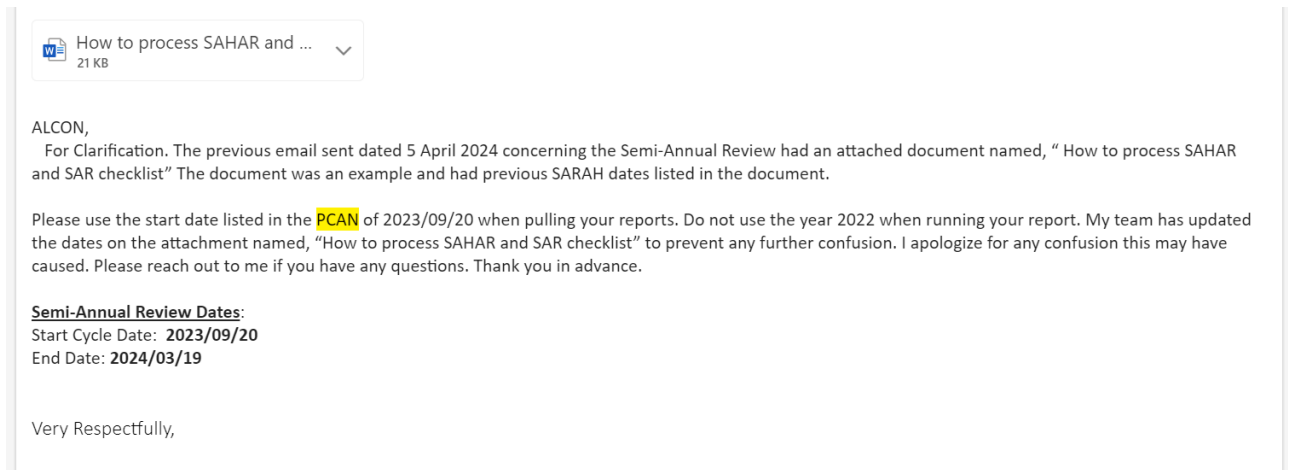 How to process SAHAR and ...
21 KB
ALCON,
For Clarification. The previous email sent dated 5 April 2024 concerning the Semi-Annual Review had an attached document named, “ How to process SAHAR
and SAR checklist” The document was an example and had previous SARAH dates listed in the document.
Please use the start date listed in the PCAN of 2023/09/20 when pulling your reports. Do not use the year 2022 when running your report. My team has updated
the dates on the attachment named, “How to process SAHAR and SAR checklist” to prevent any further confusion. I apologize for any confusion this may have
caused. Please reach out to me if you have any questions. Thank you in advance.
Semi-Annual Review Dates:
Start Cycle Date: 2023/09/20
End Date: 2024/03/19
Very Respectfully,